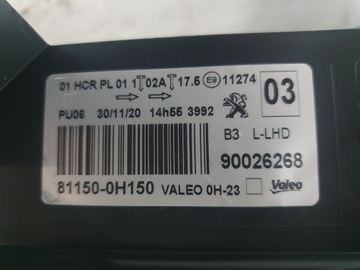 01 HCR PL 01 1T 02A T 17.5 E9 11274
03
PU06 30/11/20 14h55 3992
B3 L-LHD
90026268
81150-0H150 VALEO 0H-23
Valeo